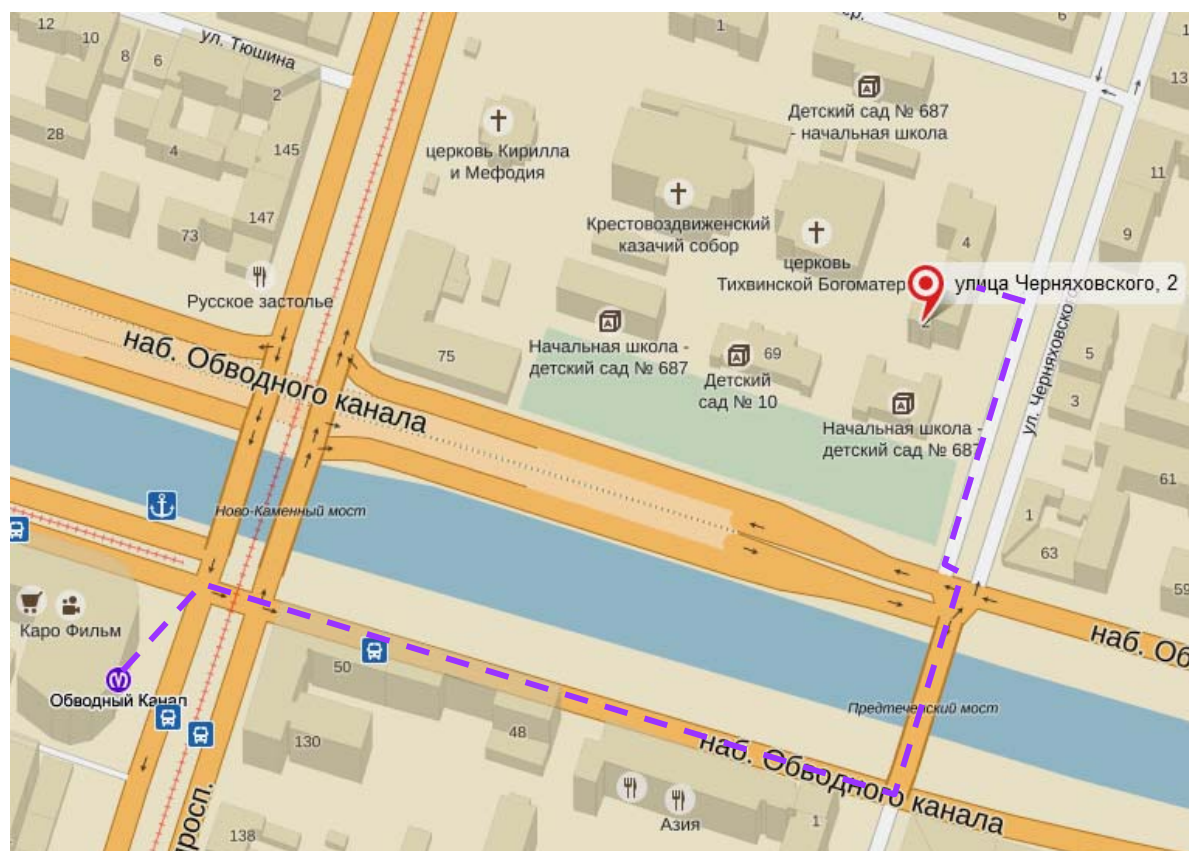 12
10
8
6
ул. Тюшина
2
28
4
145
147
73
1
6
13
Детский сад № 687
- начальная школа
церковь Кирилла
и Мефодия
11
Крестовоздвиженский
казачий собор
9
4
церковь
Тихвинской Богоматер
улица Черняховского, 2
2
Русское застолье
наб. Обводного канала
75
Начальная школа -
детский сад № 687
69
Детский
сад № 10
Начальная школа -
детский сад № 687
5
3
ул. Черняховского
61
1
63
59
Ново-Каменный мост
Каро Фильм
Обводный Канал
50
48
130
138
просп.
наб. Об
Предтеченский мост
наб. Обводного канала
Азия
1